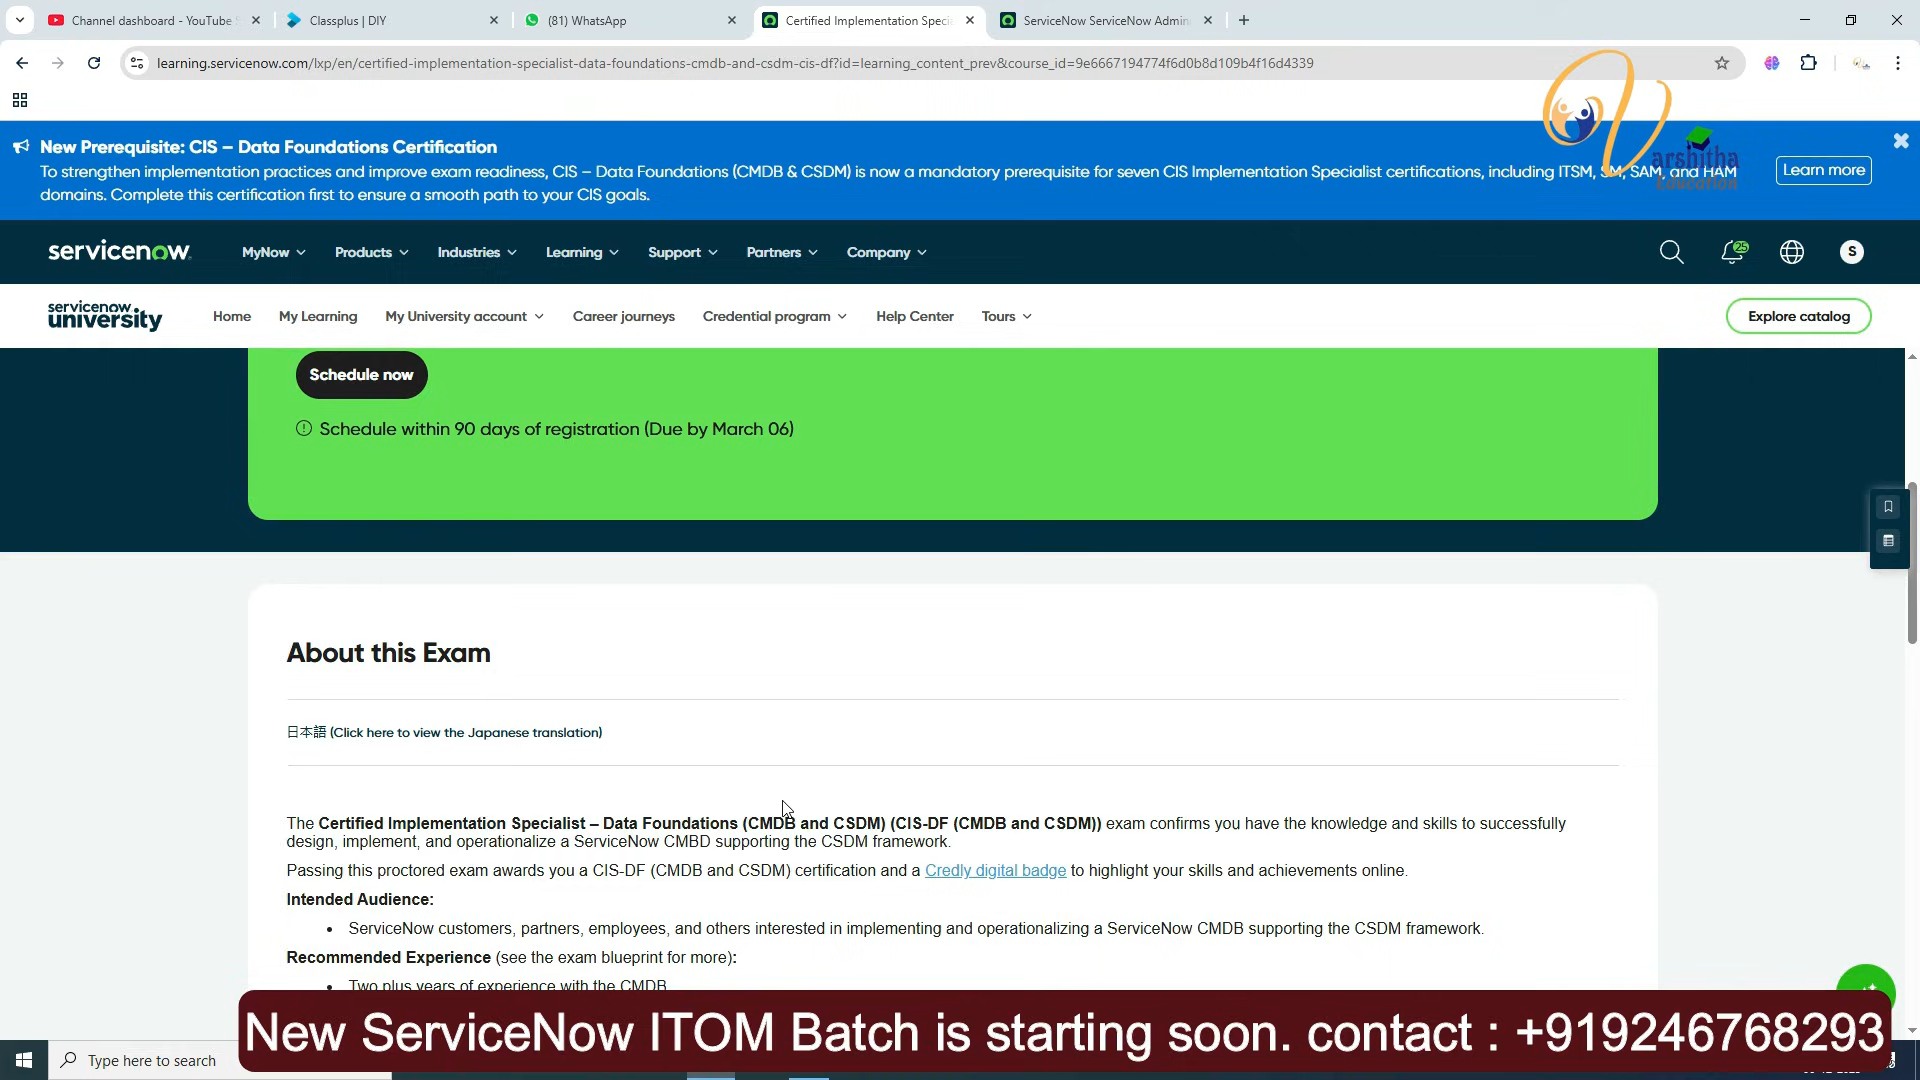 Channel dashboard - YouTube S
Classplus | DIY
(81) WhatsApp
Certified Implementation Specia
ServiceNow ServiceNow Admin
learning.servicenow.com/lxp/en/certified-implementation-specialist-data-foundations-cmdb-and-csdm-cis-df?id=learning_content_prev&course_id=9e6667194774f6d0b8d109b4f16d4339
New Prerequisite: CIS – Data Foundations Certification
To strengthen implementation practices and improve exam readiness, CIS – Data Foundations (CMDB & CSDM) is now a mandatory prerequisite for seven CIS Implementation Specialist certifications, including ITSM, SM, SAM, and HAM
domains. Complete this certification first to ensure a smooth path to your CIS goals.
Learn more
Varshitha
Education
servicenow
MyNow
Products
Industries
Learning
Support
Partners
Company
25
S
servicenow
university
Home
My Learning
My University account
Career journeys
Credential program
Help Center
Tours
Explore catalog
Schedule now
Schedule within 90 days of registration (Due by March 06)
About this Exam
日本語 (Click here to view the Japanese translation)
The Certified Implementation Specialist – Data Foundations (CMDB and CSDM) (CIS-DF (CMDB and CSDM)) exam confirms you have the knowledge and skills to successfully
design, implement, and operationalize a ServiceNow CMBD supporting the CSDM framework.
Passing this proctored exam awards you a CIS-DF (CMDB and CSDM) certification and a Credly digital badge to highlight your skills and achievements online.
Intended Audience:
• ServiceNow customers, partners, employees, and others interested in implementing and operationalizing a ServiceNow CMDB supporting the CSDM framework.
Recommended Experience (see the exam blueprint for more):
• Two plus years of experience with the CMDB
New ServiceNow ITOM Batch is starting soon. contact : +919246768293
Type here to search